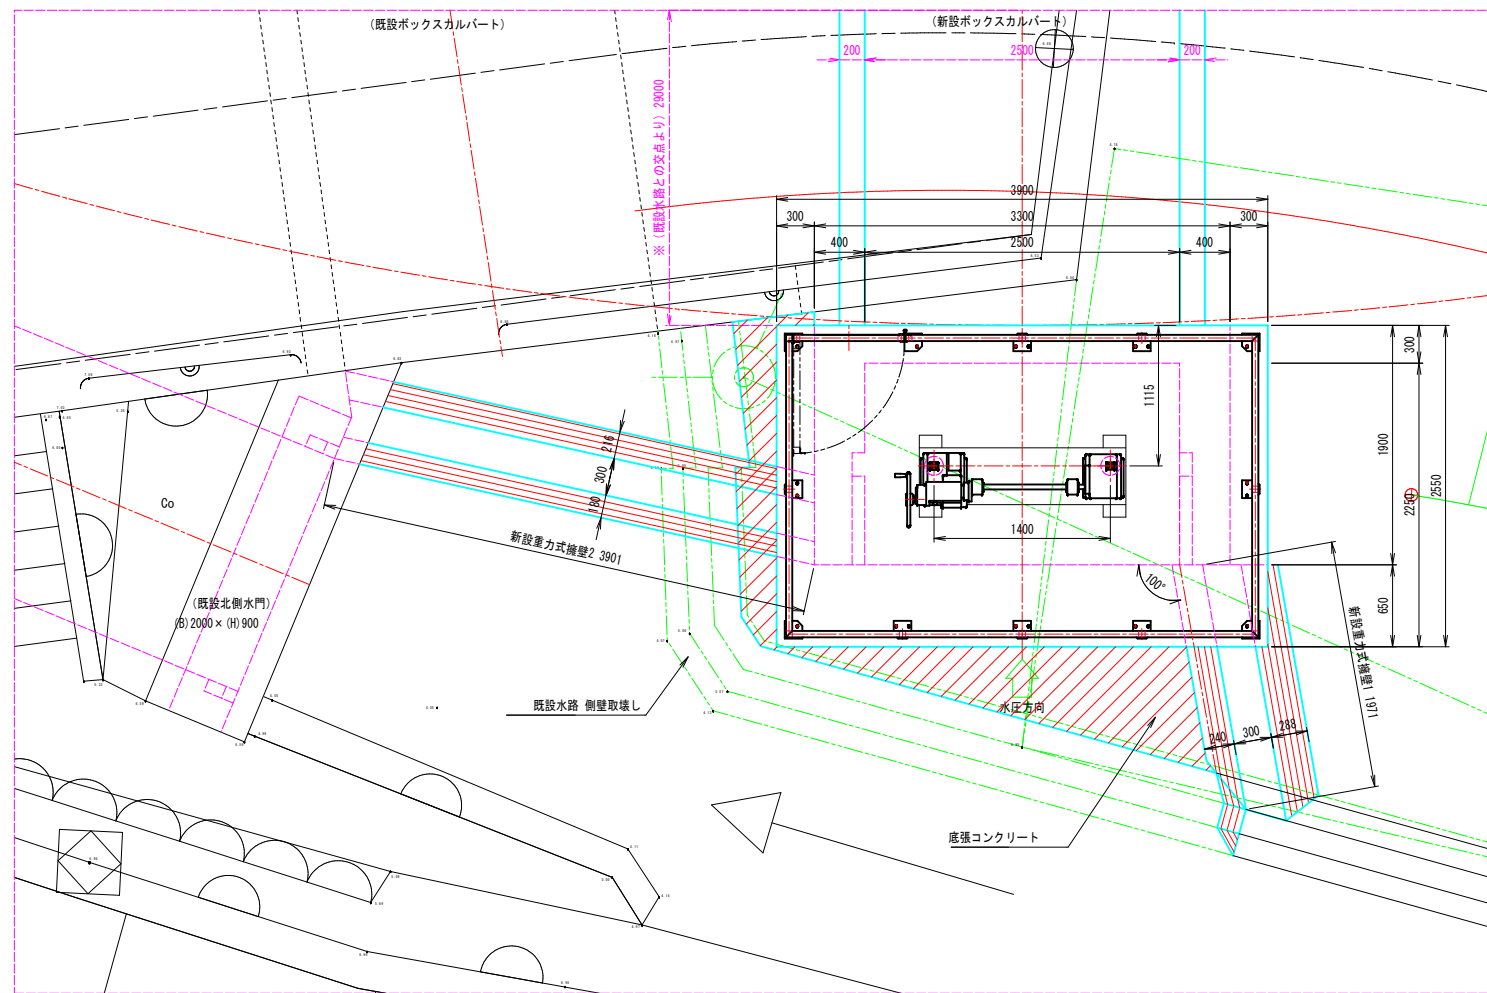 (既設ボックスカルバート)
(新設ボックスカルバート)
200
2500
200
※(既設水路との交点より) 29000
3900
300
3300
300
400
2500
400
300
1115
1900
2250
2550
216
300
180
Co
新設重力式擁壁2 3901
1400
100°
650
(既設北側水門)
(B)2000×(H)900
新設重力式擁壁1 1971
既設水路 側壁取壊し
水圧方向
240
300
288
底張コンクリート